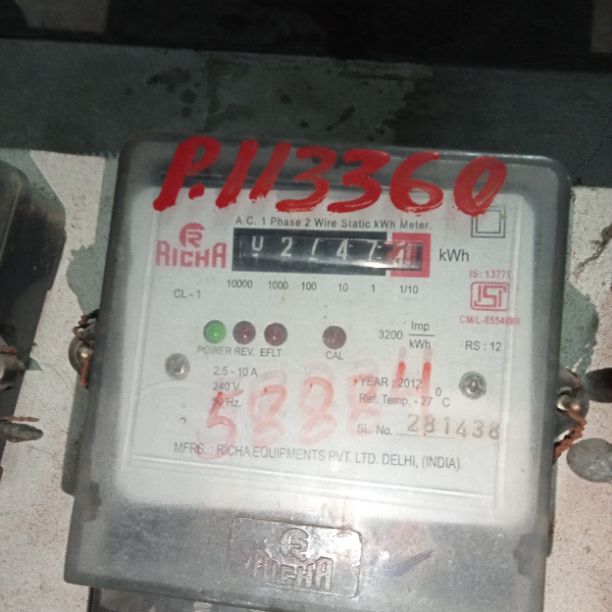 P.113360
A.C. 1 Phase 2 Wire Static kWh Meter.
RICHA
kWh
CL-1
10000 1000 100 10 1 1/10
IS: 13779
ISI
POWER REV. EFLT CAL
3200 Imp/kWh
RS : 12
2.5 - 10 A
240 V
50 Hz.
YEAR : 2012
Ref. Temp. - 27 °C
SL. No. 281438
MFRS. : RICHA EQUIPMENTS PVT. LTD. DELHI, (INDIA).
RICHA